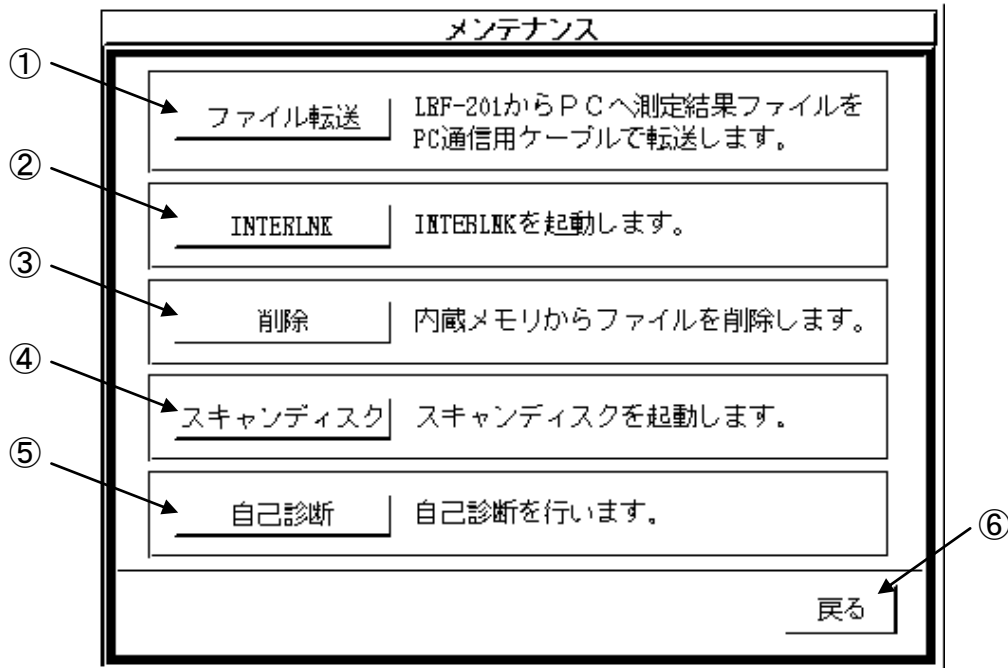 メンテナンス
①
ファイル転送
LRF-201からＰＣへ測定結果ファイルを
PC通信用ケーブルで転送します。
②
INTERLNK
INTERLNKを起動します。
③
削除
内蔵メモリからファイルを削除します。
④
スキャンディスク
スキャンディスクを起動します。
⑤
自己診断
自己診断を行います。
⑥
戻る